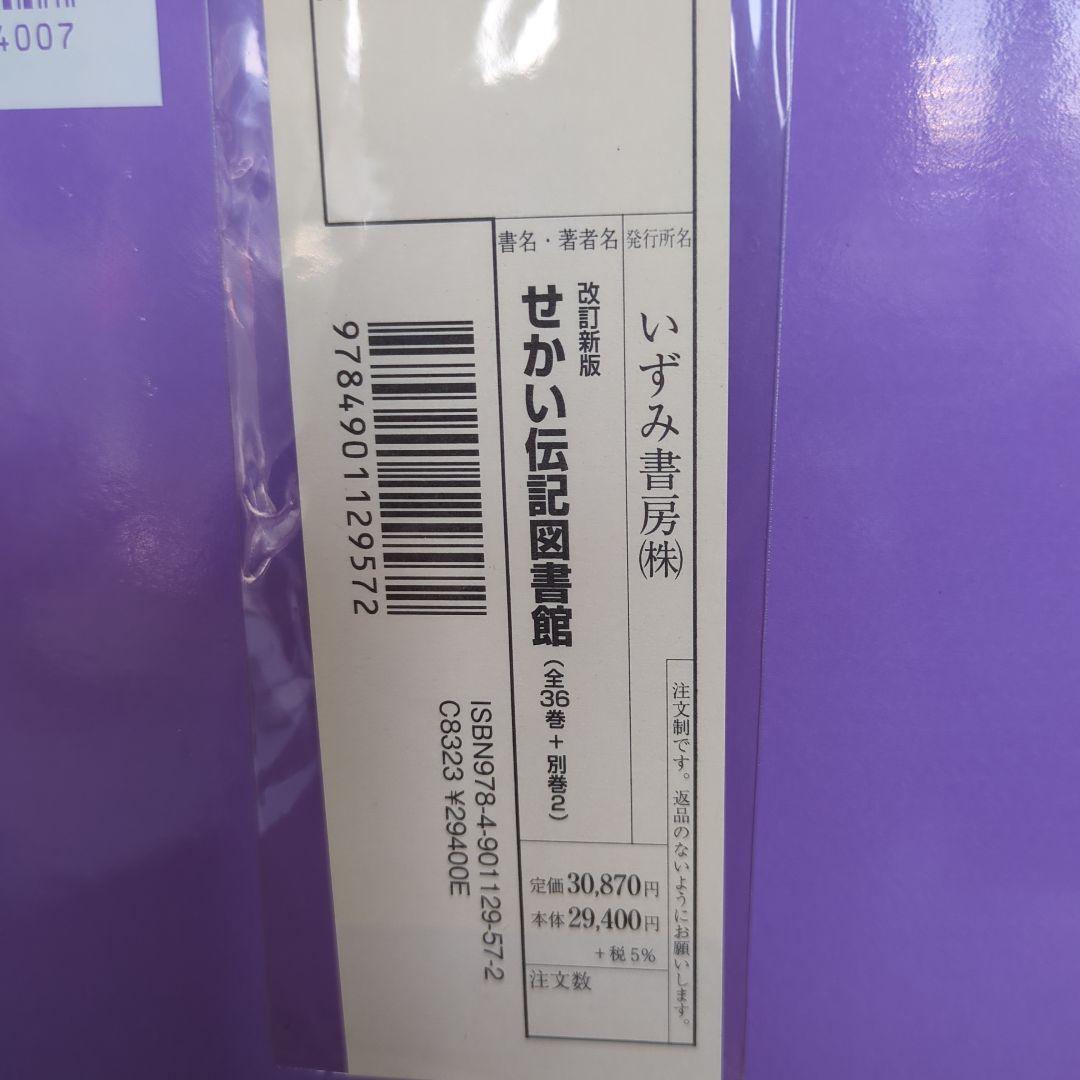 4007
発行所名
いずみ書房㈱
書名・著者名
改訂新版
せかい伝記図書館(全36巻+別巻2)
注文制です。返品のないようにお願いします。
定価30,870円
本体29,400円
+税5%
注文数
9784901129572
ISBN978-4-901129-57-2
C8323 ¥29400E